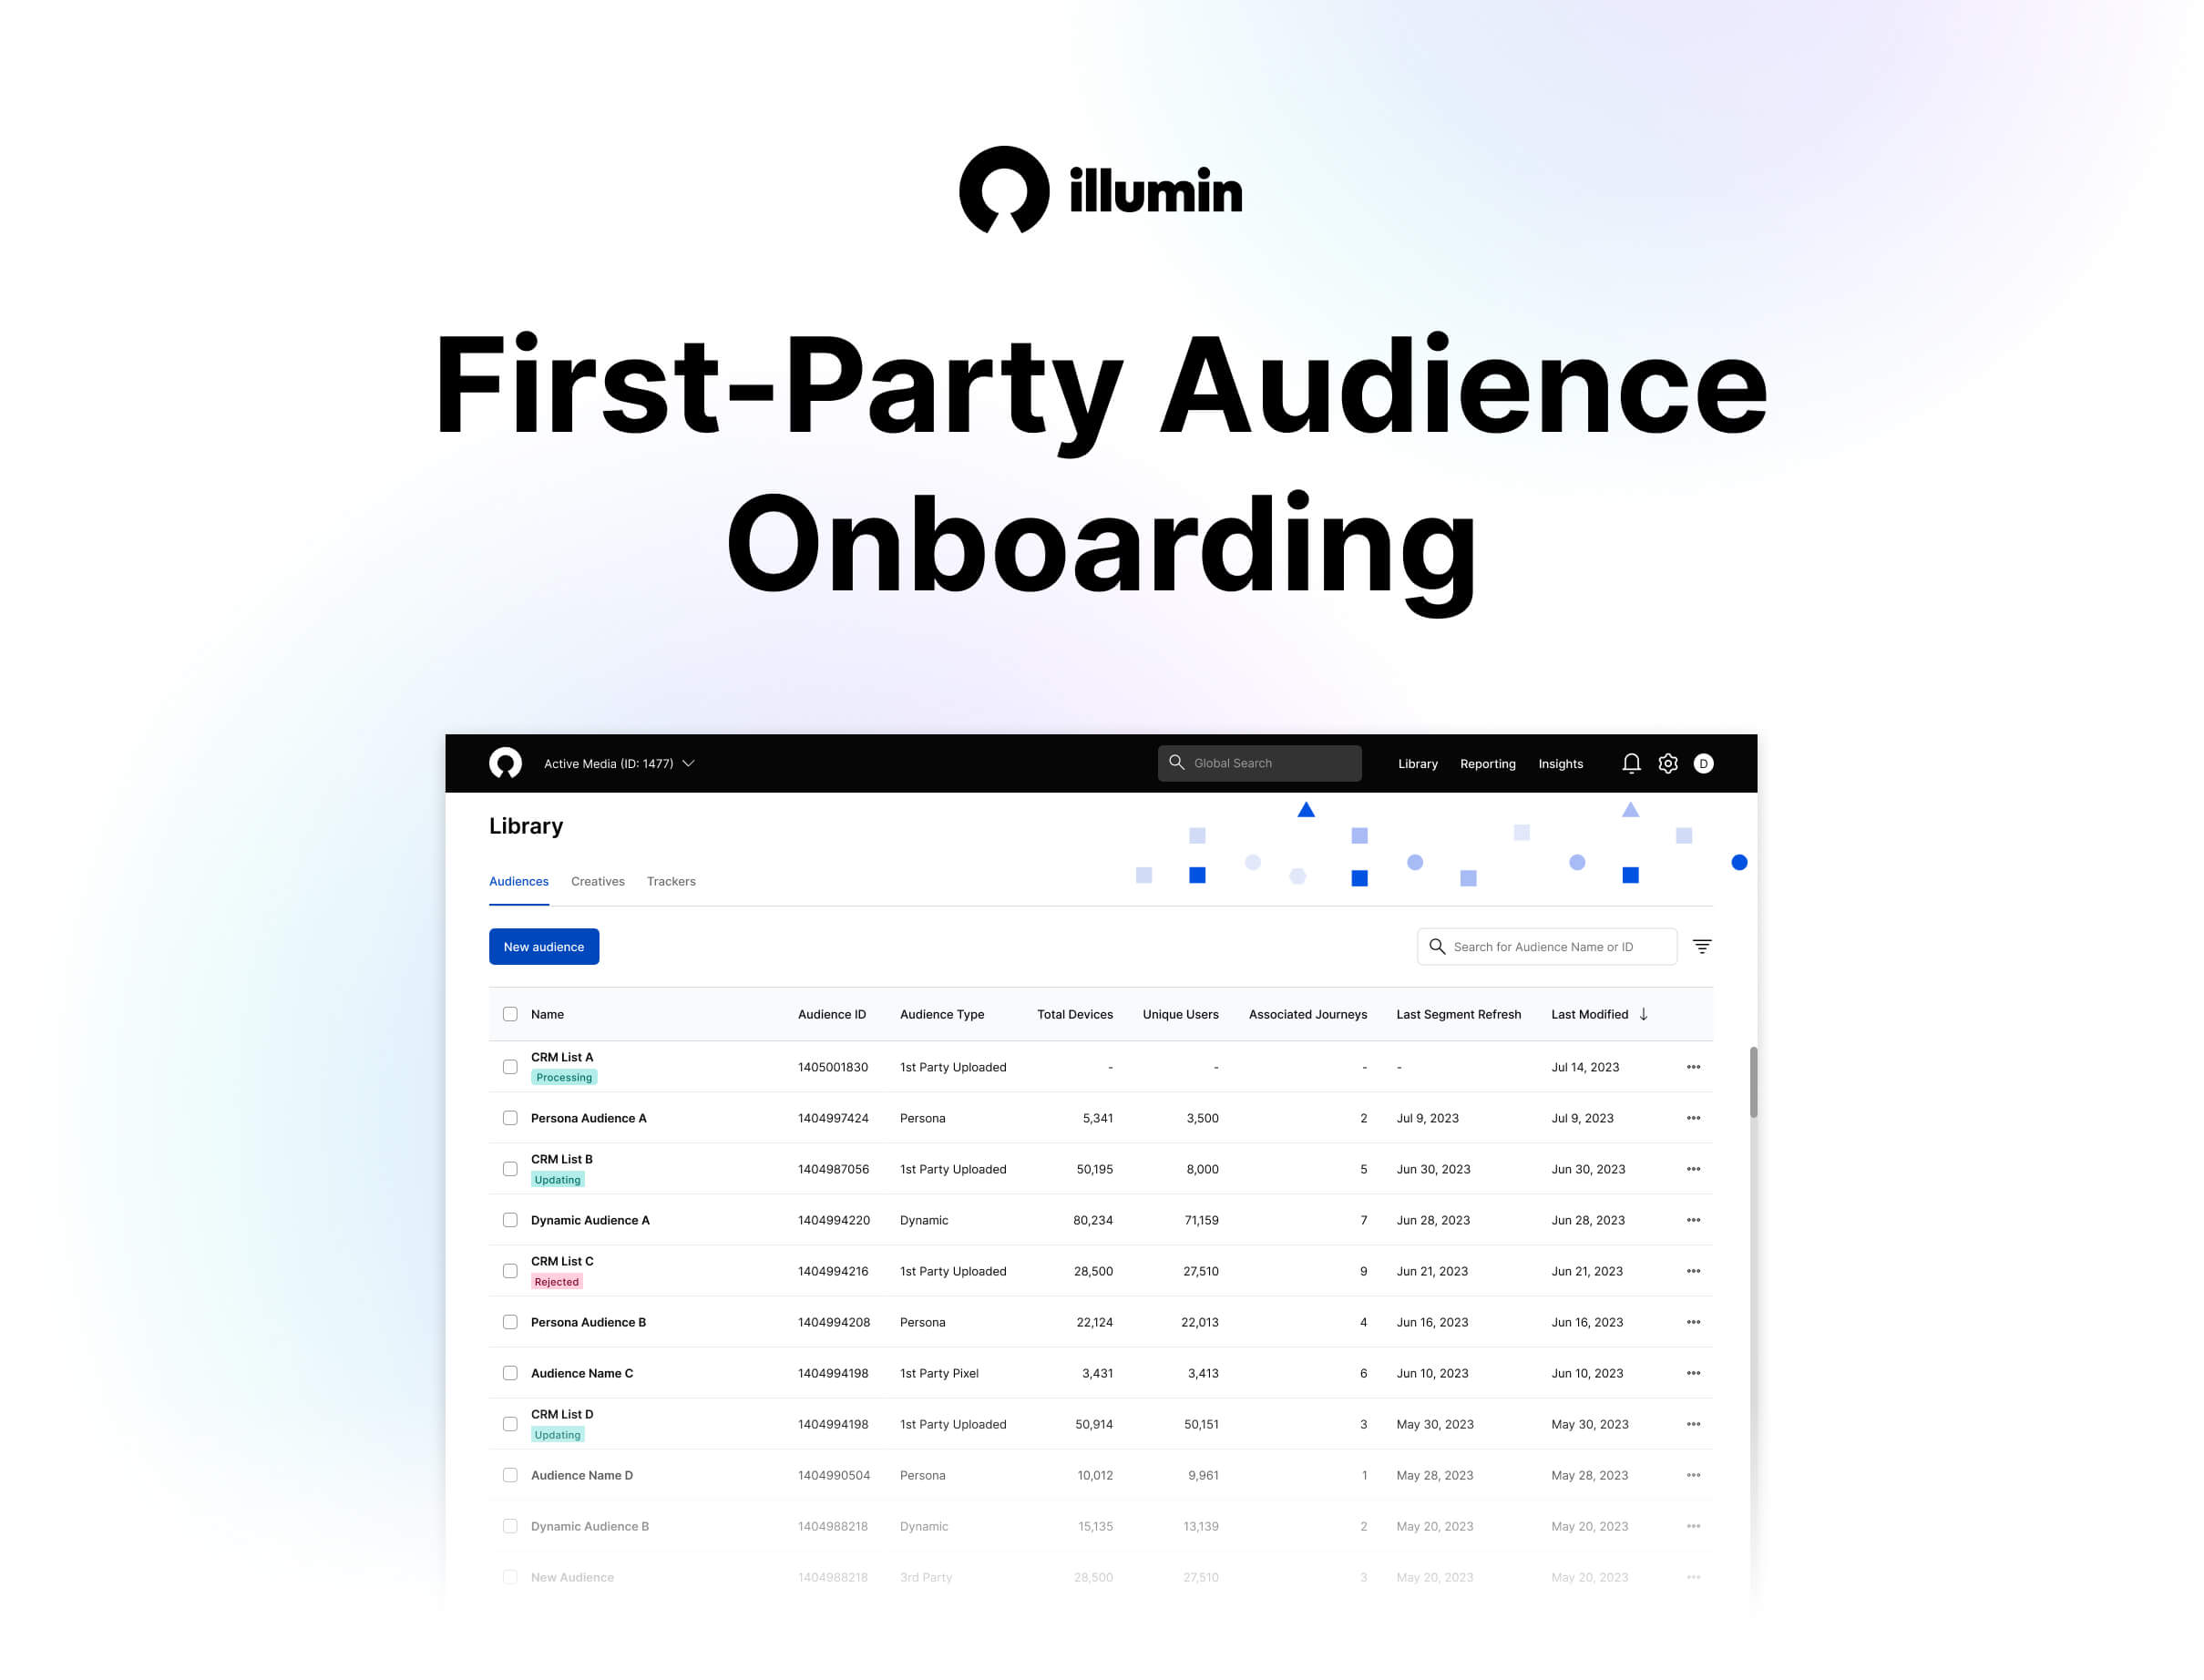 illumin
First-Party Audience
Onboarding
Active Media (ID: 1477)
Global Search
Library Reporting Insights D
Library
Audiences Creatives Trackers
New audience
Search for Audience Name or ID
Name Audience ID Audience Type Total Devices Unique Users Associated Journeys Last Segment Refresh Last Modified
CRM List A
Processing
1405001830 1st Party Uploaded - - - - Jul 14, 2023
Persona Audience A 1404997424 Persona 5,341 3,500 2 Jul 9, 2023 Jul 9, 2023
CRM List B
Updating
1404987056 1st Party Uploaded 50,195 8,000 5 Jun 30, 2023 Jun 30, 2023
Dynamic Audience A 1404994220 Dynamic 80,234 71,159 7 Jun 28, 2023 Jun 28, 2023
CRM List C
Rejected
1404994216 1st Party Uploaded 28,500 27,510 9 Jun 21, 2023 Jun 21, 2023
Persona Audience B 1404994208 Persona 22,124 22,013 4 Jun 16, 2023 Jun 16, 2023
Audience Name C 1404994198 1st Party Pixel 3,431 3,413 6 Jun 10, 2023 Jun 10, 2023
CRM List D
Updating
1404994198 1st Party Uploaded 50,914 50,151 3 May 30, 2023 May 30, 2023
Audience Name D 1404990504 Persona 10,012 9,961 1 May 28, 2023 May 28, 2023
Dynamic Audience B 1404988218 Dynamic 15,135 13,139 2 May 20, 2023 May 20, 2023
New Audience 1404988218 3rd Party 28,500 27,510 3 May 20, 2023 May 20, 2023